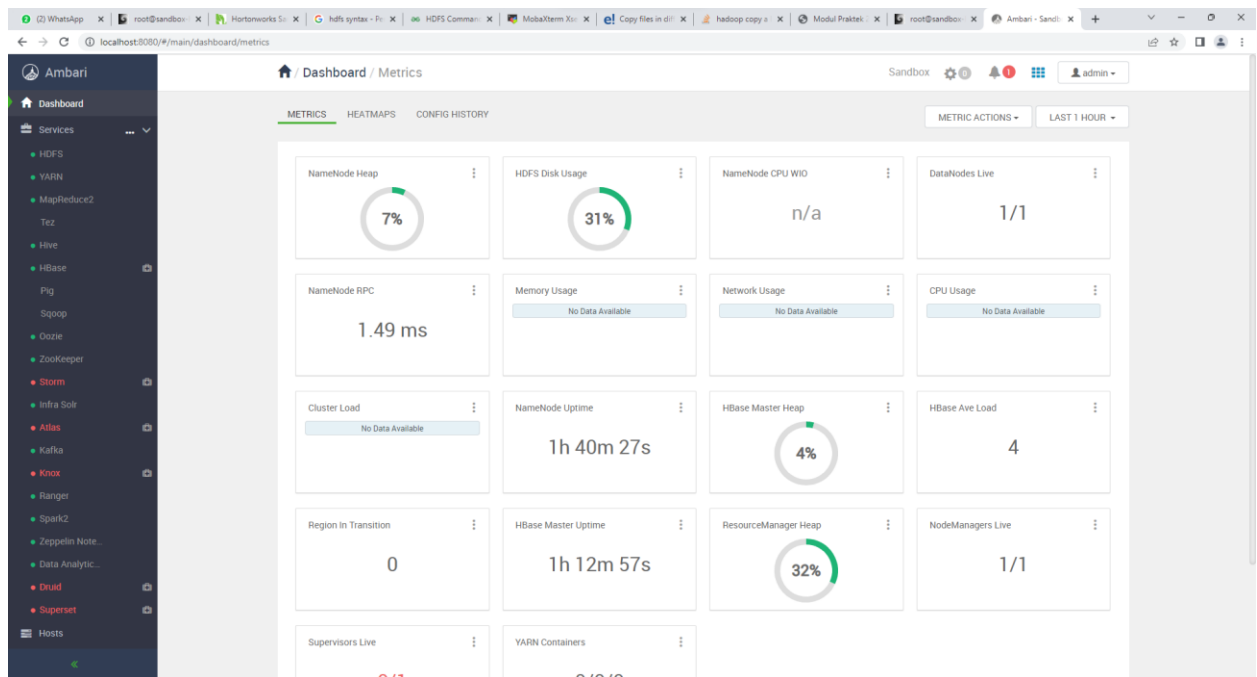 (2) WhatsApp
root@sandbox-
Hortonworks Sa
hdfs syntax - Pe
HDFS Comman
MobaXterm Xse
Copy files in dif
hadoop copy a
Modul Praktek
root@sandbox-
Ambari - Sandb
localhost:8080/#/main/dashboard/metrics
Ambari
/ Dashboard / Metrics
Sandbox
0
1
admin
Dashboard
METRICS HEATMAPS CONFIG HISTORY
METRIC ACTIONS
LAST 1 HOUR
Services
...
HDFS
YARN
MapReduce2
Tez
Hive
HBase
Pig
Sqoop
Oozie
ZooKeeper
Storm
Infra Solr
Atlas
Kafka
Knox
Ranger
Spark2
Zeppelin Note...
Data Analytic...
Druid
Superset
Hosts
NameNode Heap
7%
HDFS Disk Usage
31%
NameNode CPU WIO
n/a
DataNodes Live
1/1
NameNode RPC
1.49 ms
Memory Usage
No Data Available
Network Usage
No Data Available
CPU Usage
No Data Available
Cluster Load
No Data Available
NameNode Uptime
1h 40m 27s
HBase Master Heap
4%
HBase Ave Load
4
Region In Transition
0
HBase Master Uptime
1h 12m 57s
ResourceManager Heap
32%
NodeManagers Live
1/1
Supervisors Live
YARN Containers